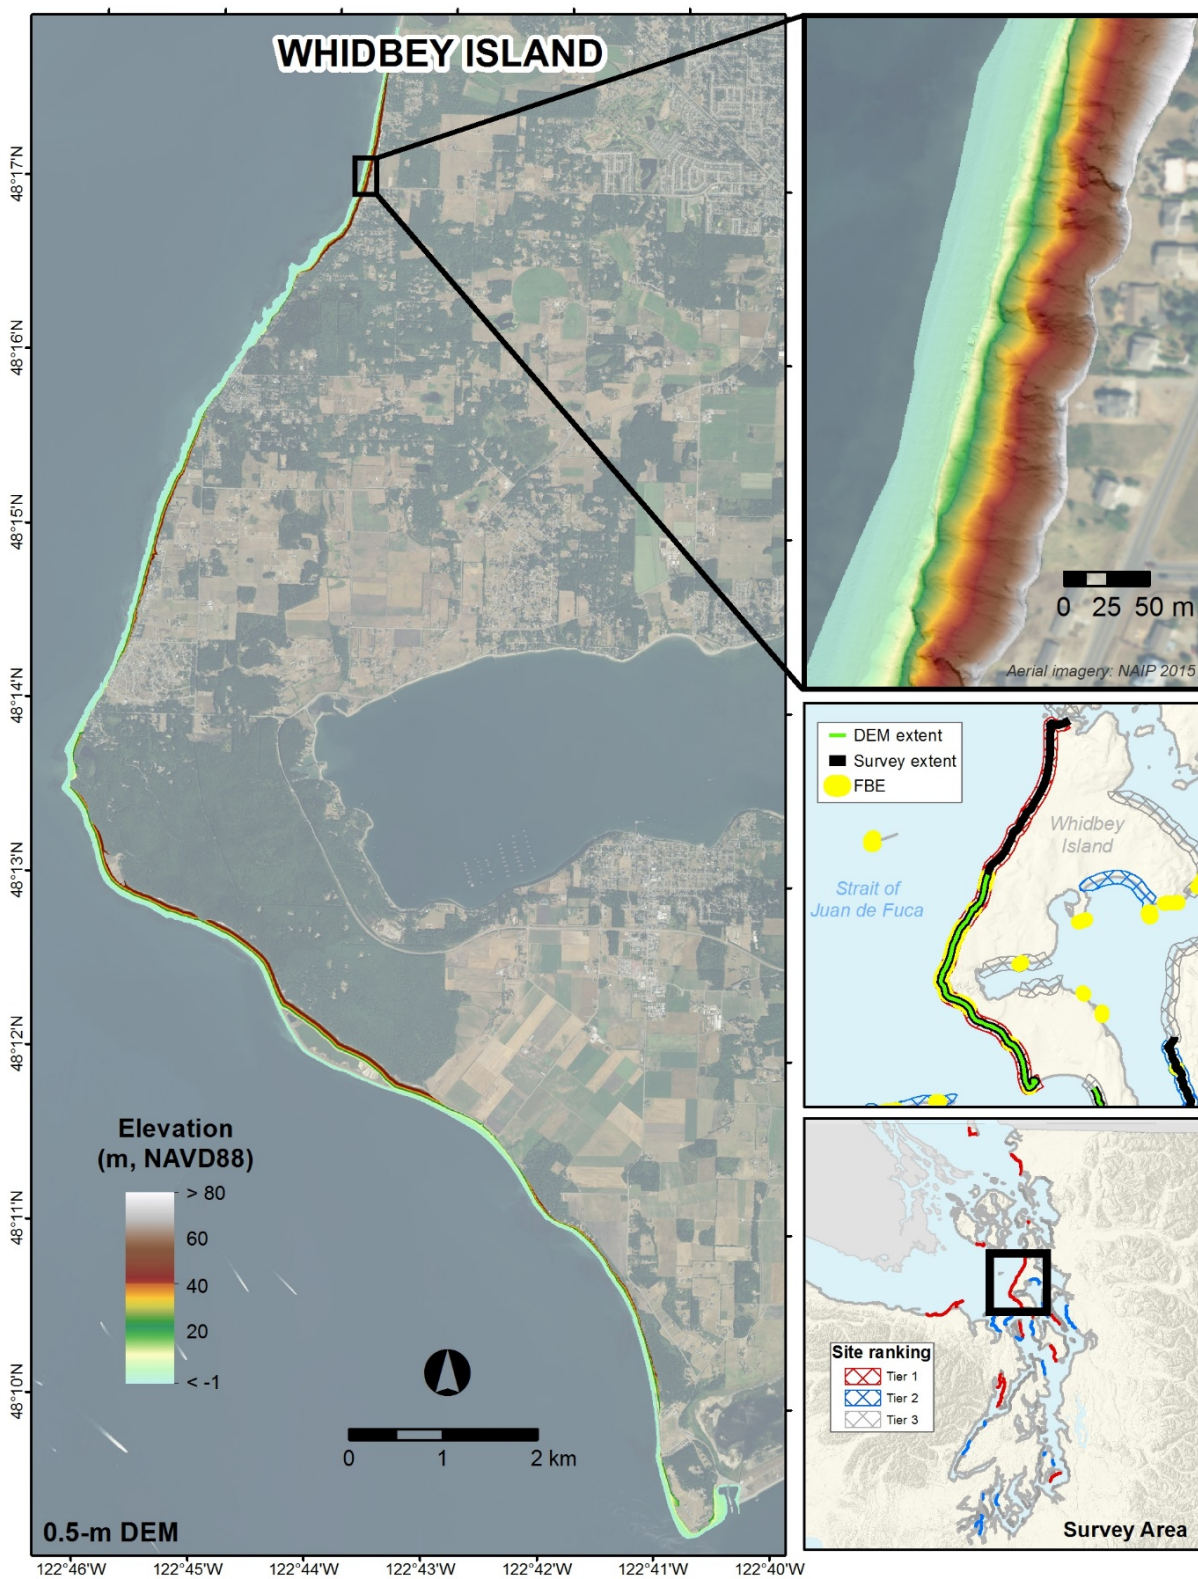 WHIDBEY ISLAND
48°17'N
48°16'N
48°15'N
48°14'N
48°13'N
48°12'N
48°11'N
48°10'N
Elevation
(m, NAVD88)
> 80
60
40
20
< -1
0 1 2 km
0.5-m DEM
122°46'W 122°45'W 122°44'W 122°43'W 122°42'W 122°41'W 122°40'W
0 25 50 m
Aerial imagery: NAIP 2015
DEM extent
Survey extent
FBE
Whidbey
Island
Strait of
Juan de Fuca
Site ranking
Tier 1
Tier 2
Tier 3
Survey Area